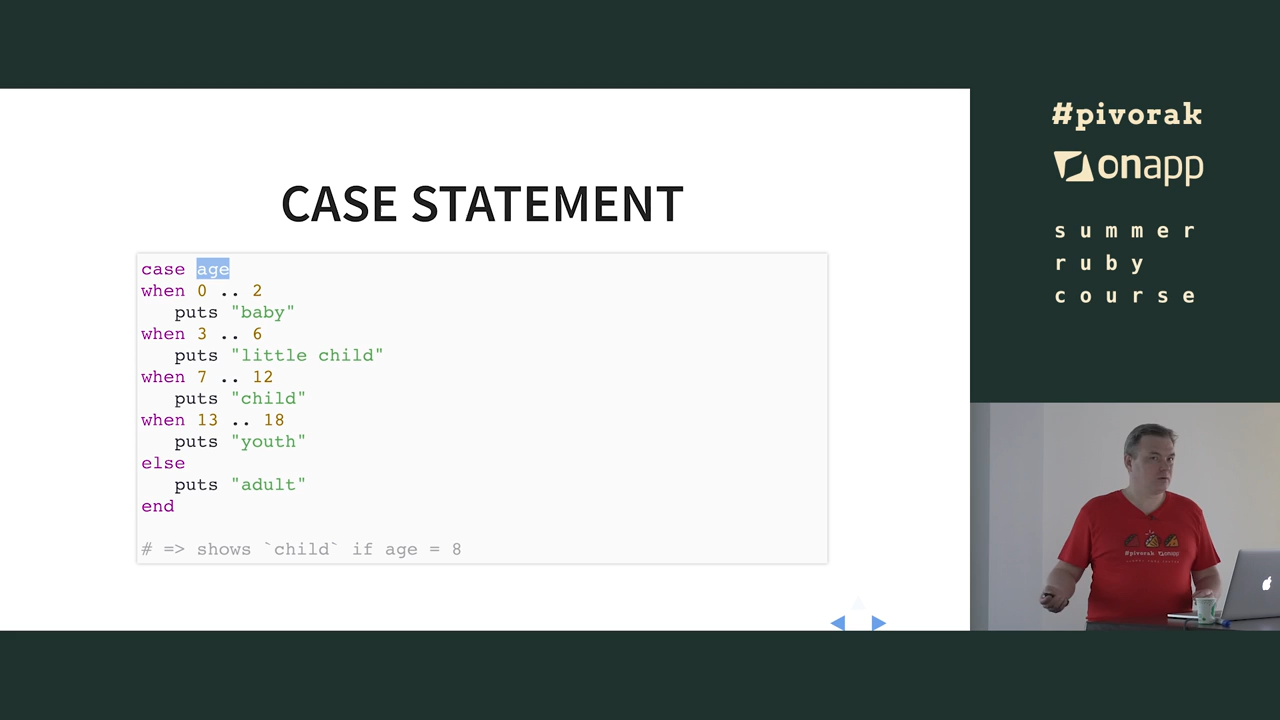 CASE STATEMENT
case age
when 0 .. 2
   puts "baby"
when 3 .. 6
   puts "little child"
when 7 .. 12
   puts "child"
when 13 .. 18
   puts "youth"
else
   puts "adult"
end
# => shows `child` if age = 8
#pivorak
onapp
summer
ruby
course
#pivorak onapp